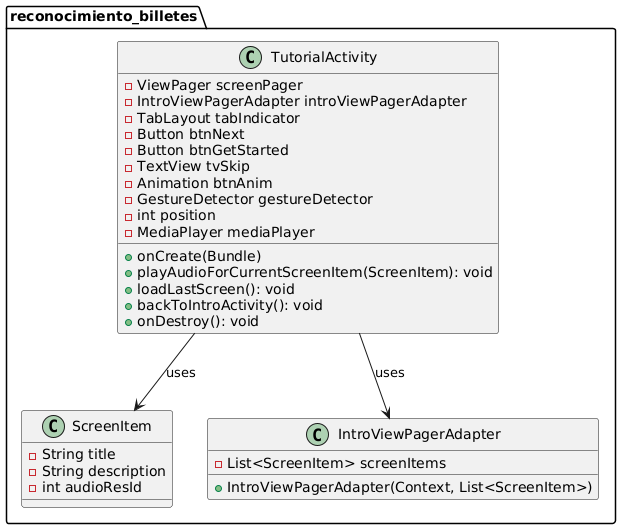 reconocimiento_billetes
C TutorialActivity
ViewPager screenPager
IntroViewPagerAdapter introViewPagerAdapter
TabLayout tabIndicator
Button btnNext
Button btnGetStarted
TextView tvSkip
Animation btnAnim
GestureDetector gestureDetector
int position
MediaPlayer mediaPlayer
onCreate(Bundle)
playAudioForCurrentScreenItem(ScreenItem): void
loadLastScreen(): void
backToIntroActivity(): void
onDestroy(): void
uses
uses
C ScreenItem
String title
String description
int audioResId
C IntroViewPagerAdapter
List<ScreenItem> screenItems
IntroViewPagerAdapter(Context, List<ScreenItem>)